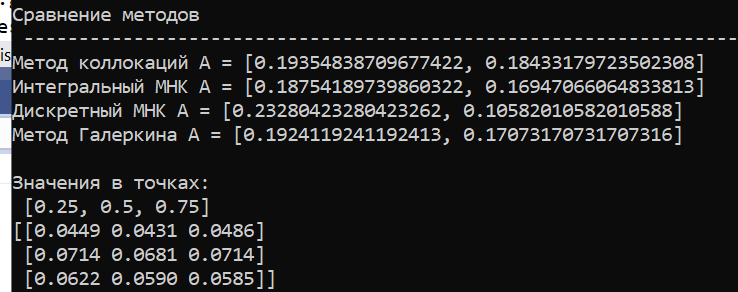 Сравнение методов
--------------------------------------------------------------
Метод коллокаций A = [0.19354838709677422, 0.18433179723502308]
Интегральный МНК A = [0.18754189739860322, 0.16947066064833813]
Дискретный МНК A = [0.23280423280423262, 0.10582010582010588]
Метод Галеркина A = [0.1924119241192413, 0.17073170731707316]
Значения в точках:
[0.25, 0.5, 0.75]
[[0.0449 0.0431 0.0486]
[0.0714 0.0681 0.0714]
[0.0622 0.0590 0.0585]]